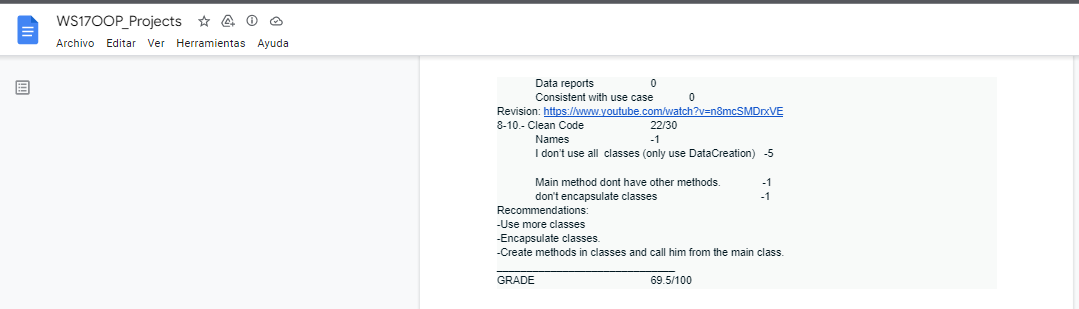 WS17OOP_Projects
Archivo Editar Ver Herramientas Ayuda
Data reports 0
Consistent with use case 0
Revision: https://www.youtube.com/watch?v=n8mcSMDrxVE
8-10.- Clean Code 22/30
Names -1
I don't use all classes (only use DataCreation) -5
Main method dont have other methods. -1
don't encapsulate classes -1
Recommendations:
-Use more classes
-Encapsulate classes.
-Create methods in classes and call him from the main class.
GRADE 69.5/100